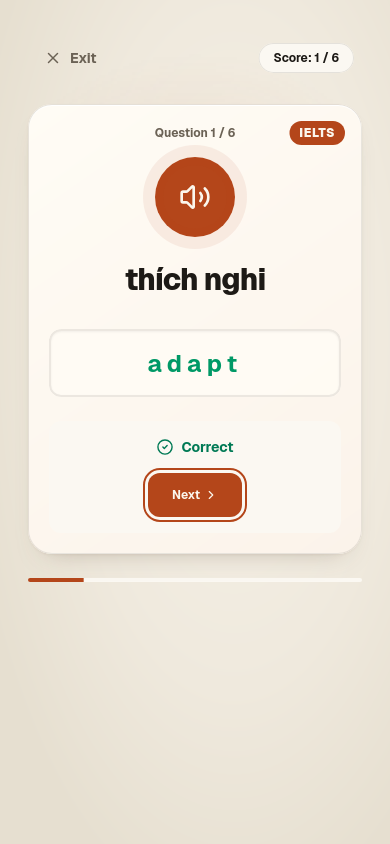 Exit
Score: 1 / 6
Question 1 / 6
IELTS
thích nghi
adapt
Correct
Next